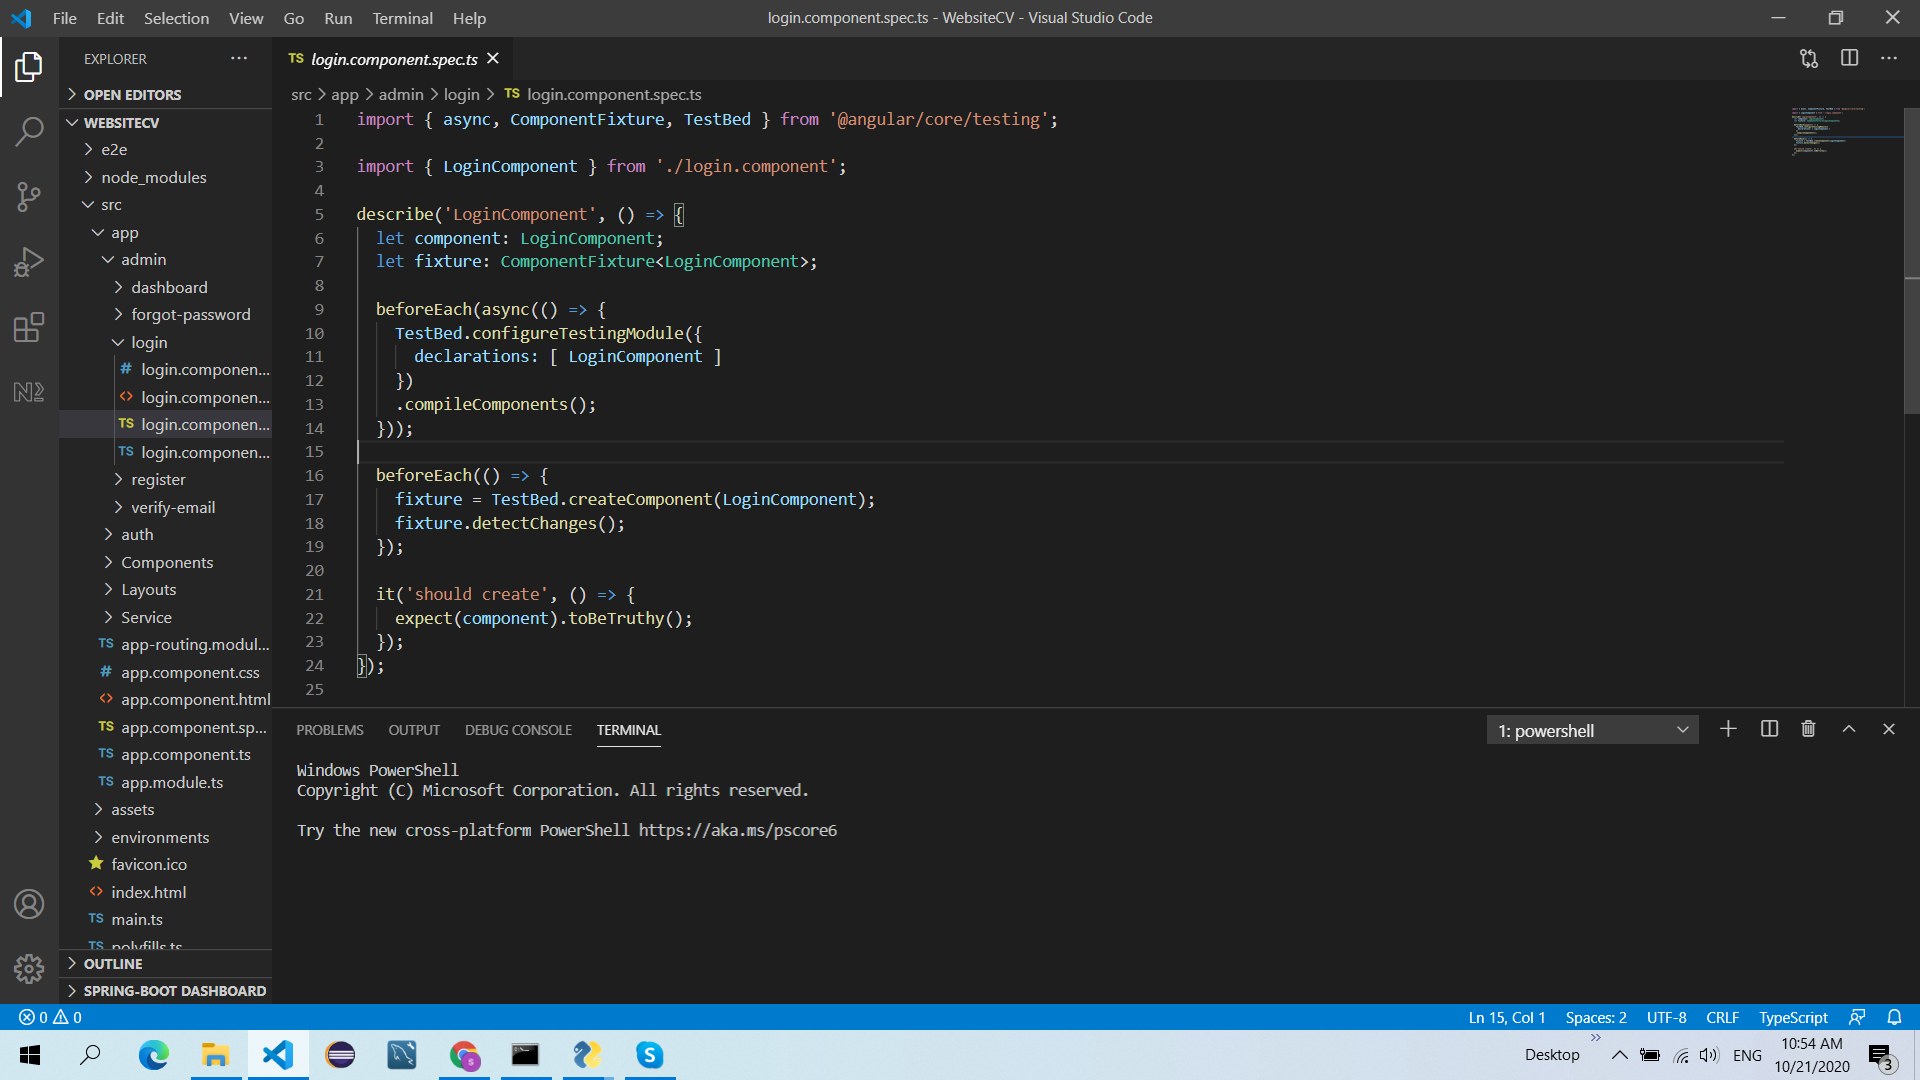 File Edit Selection View Go Run Terminal Help
login.component.spec.ts - WebsiteCV - Visual Studio Code
EXPLORER
OPEN EDITORS
WEBSITECV
e2e
node_modules
src
app
admin
dashboard
forgot-password
login
# login.componen...
<> login.componen...
TS login.componen...
TS login.componen...
register
verify-email
auth
Components
Layouts
Service
TS app-routing.modul...
# app.component.css
<> app.component.html
TS app.component.sp...
TS app.component.ts
TS app.module.ts
assets
environments
favicon.ico
<> index.html
TS main.ts
TS polyfills.ts
OUTLINE
SPRING-BOOT DASHBOARD
TS login.component.spec.ts
src > app > admin > login > TS login.component.spec.ts
1 import { async, ComponentFixture, TestBed } from '@angular/core/testing';
2
3 import { LoginComponent } from './login.component';
4
5 describe('LoginComponent', () => {
6 let component: LoginComponent;
7 let fixture: ComponentFixture<LoginComponent>;
8
9 beforeEach(async(() => {
10 TestBed.configureTestingModule({
11 declarations: [ LoginComponent ]
12 })
13 .compileComponents();
14 }));
15
16 beforeEach(() => {
17 fixture = TestBed.createComponent(LoginComponent);
18 fixture.detectChanges();
19 });
20
21 it('should create', () => {
22 expect(component).toBeTruthy();
23 });
24 });
25
PROBLEMS OUTPUT DEBUG CONSOLE TERMINAL
1: powershell
Windows PowerShell
Copyright (C) Microsoft Corporation. All rights reserved.
Try the new cross-platform PowerShell https://aka.ms/pscore6
0 0
Ln 15, Col 1 Spaces: 2 UTF-8 CRLF TypeScript
Desktop
ENG
10:54 AM
10/21/2020
3